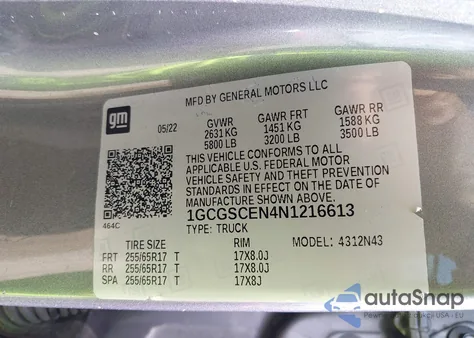 MFD BY GENERAL MOTORS LLC
gm
05/22
GVWR GAWR FRT GAWR RR
2631 KG 1451 KG 1588 KG
5800 LB 3200 LB 3500 LB
THIS VEHICLE CONFORMS TO ALL
APPLICABLE U.S. FEDERAL MOTOR
VEHICLE SAFETY AND THEFT PREVENTION
STANDARDS IN EFFECT ON THE DATE OF
MANUFACTURE SHOWN ABOVE.
464C
1GCGSCEN4N1216613
TYPE: TRUCK MODEL: 4312N43
TIRE SIZE RIM
FRT 255/65R17 T 17X8.0J
RR 255/65R17 T 17X8.0J
SPA 255/65R17 T 17X8J
autoSnap
USA - EU